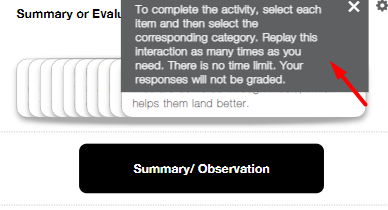 Summary or Evalu
To complete the activity, select each
item and then select the
corresponding category. Replay this
interaction as many times as you
need. There is no time limit. Your
responses will not be graded.
helps them land better.
Summary/ Observation